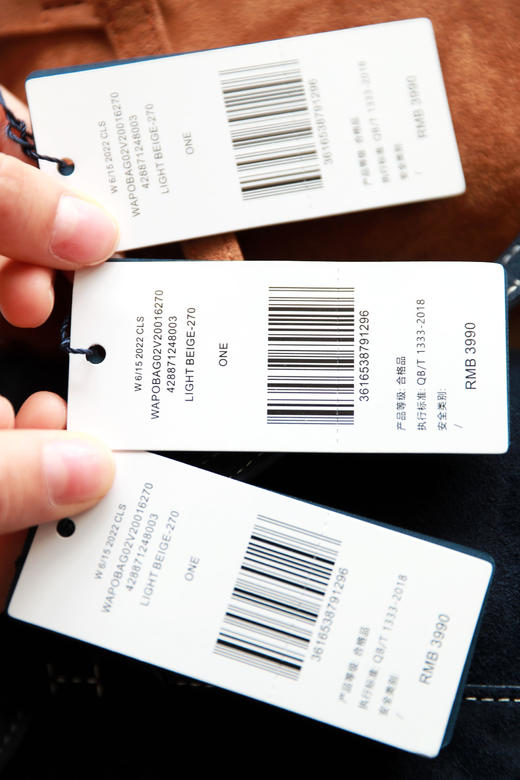 W 6/15 2022 CLS
WAPOBAG02V20016270
428871248003
LIGHT BEIGE-270
ONE
3616538791296
产品等级: 合格品
执行标准: QB/T 1333-2018
安全类别:
RMB 3990
W 6/15 2022 CLS
WAPOBAG02V20016270
428871248003
LIGHT BEIGE-270
ONE
3616538791296
产品等级: 合格品
执行标准: QB/T 1333-2018
安全类别:
/
RMB 3990
W 6/15 2022 CLS
WAPOBAG02V20016270
428871248003
LIGHT BEIGE-270
ONE
3616538791296
产品等级: 合格品
执行标准: QB/T 1333-2018
安全类别:
/
RMB 3990